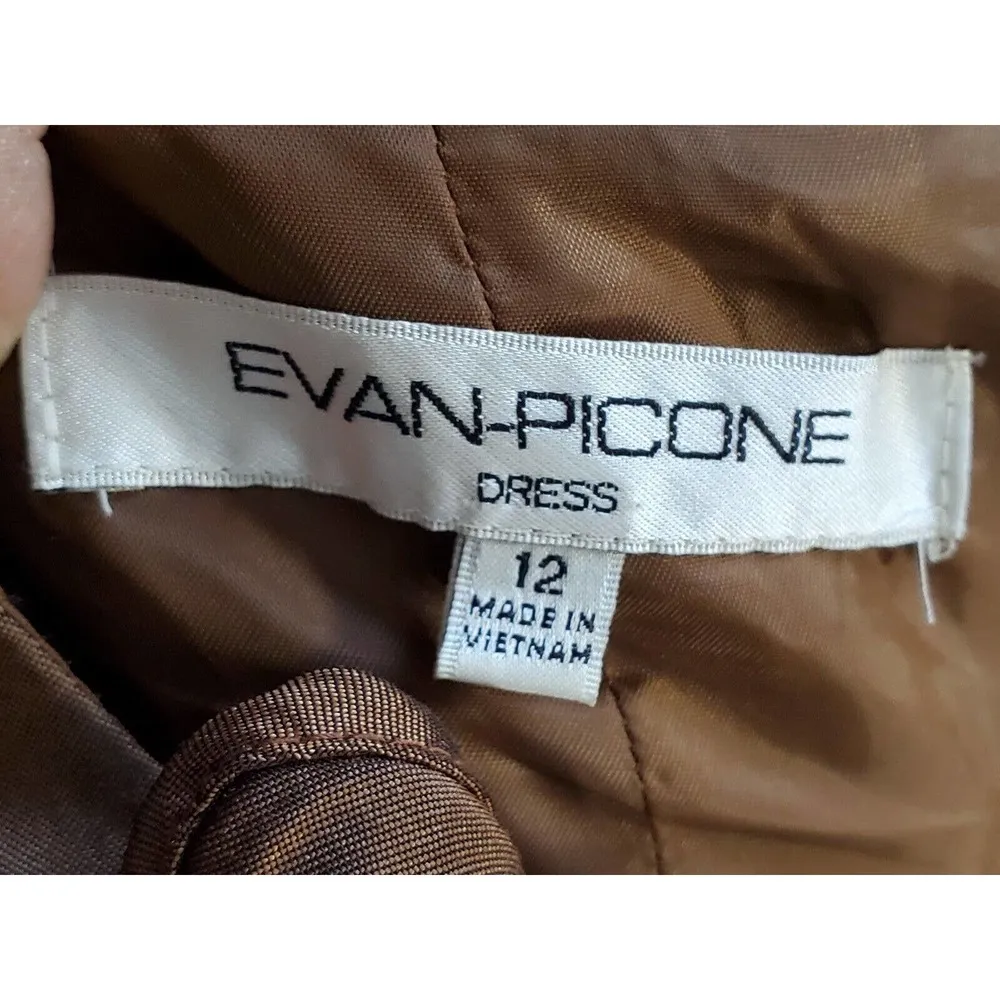 EVAN-PICONE
DRESS
12
MADE IN
VIETNAM